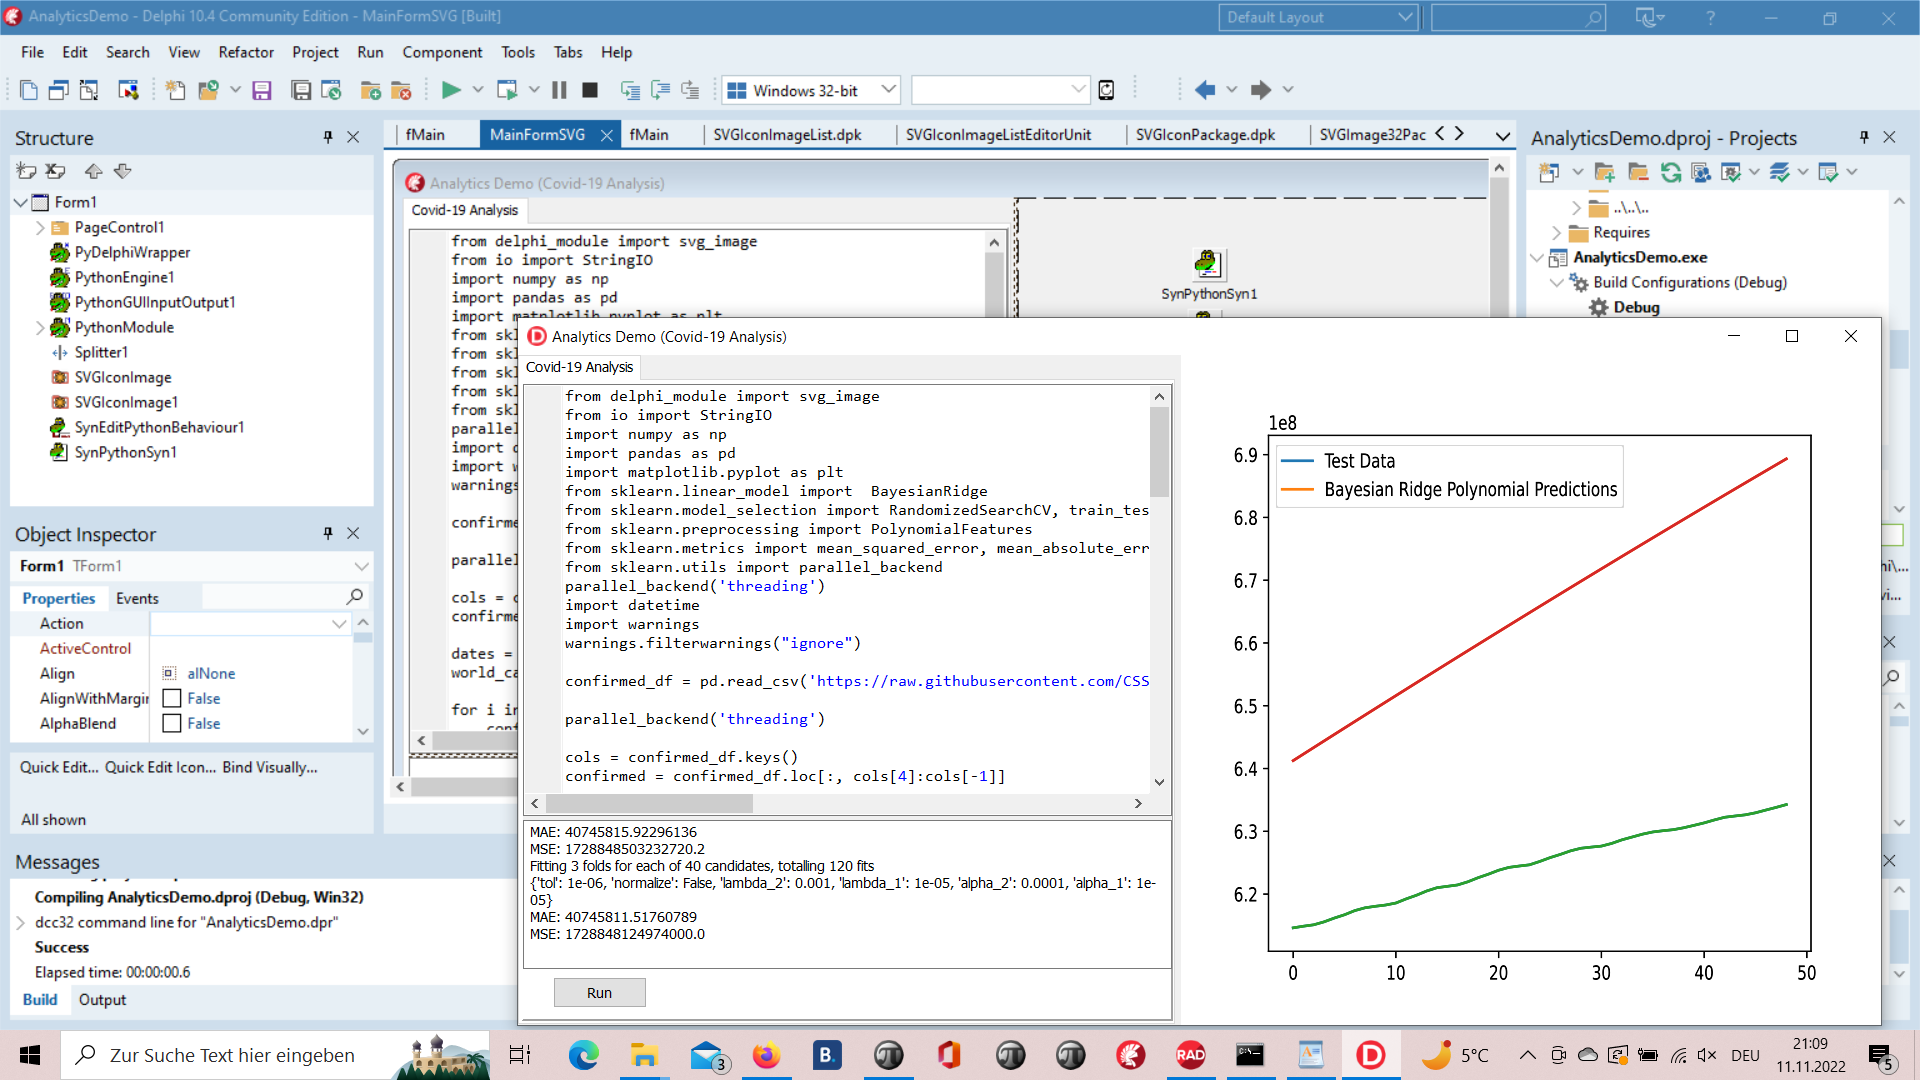 AnalyticsDemo - Delphi 10.4 Community Edition - MainFormSVG [Built]
Default Layout
File Edit Search View Refactor Project Run Component Tools Tabs Help
Windows 32-bit
Structure
Form1
PageControl1
PyDelphiWrapper
PythonEngine1
PythonGUIInputOutput1
PythonModule
Splitter1
SVGIconImage
SVGIconImage1
SynEditPythonBehaviour1
SynPythonSyn1
Object Inspector
Form1 TForm1
Properties Events
Action
ActiveControl
Align alNone
AlignWithMargin False
AlphaBlend False
Quick Edit... Quick Edit Icon... Bind Visually...
All shown
Messages
Compiling AnalyticsDemo.dproj (Debug, Win32)
dcc32 command line for "AnalyticsDemo.dpr"
Success
Elapsed time: 00:00:00.6
Build Output
fMain MainFormSVG fMain SVGIconImageList.dpk SVGIconImageListEditorUnit SVGIconPackage.dpk SVGImage32Pac
Analytics Demo (Covid-19 Analysis)
Covid-19 Analysis
from delphi_module import svg_image
from io import StringIO
import numpy as np
import pandas as pd
import matplotlib.pyplot as plt
from skl
from skl
from skl
from skl
from skl
parallel
import d
import w
warnings
confirme
parallel
cols = c
confirme
dates =
world_ca
for i in
SynPythonSyn1
AnalyticsDemo.dproj - Projects
..\..\..
Requires
AnalyticsDemo.exe
Build Configurations (Debug)
Debug
Analytics Demo (Covid-19 Analysis)
Covid-19 Analysis
from delphi_module import svg_image
from io import StringIO
import numpy as np
import pandas as pd
import matplotlib.pyplot as plt
from sklearn.linear_model import  BayesianRidge
from sklearn.model_selection import RandomizedSearchCV, train_tes
from sklearn.preprocessing import PolynomialFeatures
from sklearn.metrics import mean_squared_error, mean_absolute_err
from sklearn.utils import parallel_backend
parallel_backend('threading')
import datetime
import warnings
warnings.filterwarnings("ignore")
confirmed_df = pd.read_csv('https://raw.githubusercontent.com/CSS
parallel_backend('threading')
cols = confirmed_df.keys()
confirmed = confirmed_df.loc[:, cols[4]:cols[-1]]
MAE: 40745815.92296136
MSE: 1728848503232720.2
Fitting 3 folds for each of 40 candidates, totalling 120 fits
{'tol': 1e-06, 'normalize': False, 'lambda_2': 0.001, 'lambda_1': 1e-05, 'alpha_2': 0.0001, 'alpha_1': 1e-
05}
MAE: 40745811.51760789
MSE: 1728848124974000.0
Run
1e8
6.9
6.8
6.7
6.6
6.5
6.4
6.3
6.2
Test Data
Bayesian Ridge Polynomial Predictions
0 10 20 30 40 50
Zur Suche Text hier eingeben
3
B.
RAD
5°C
DEU
21:09
11.11.2022
5